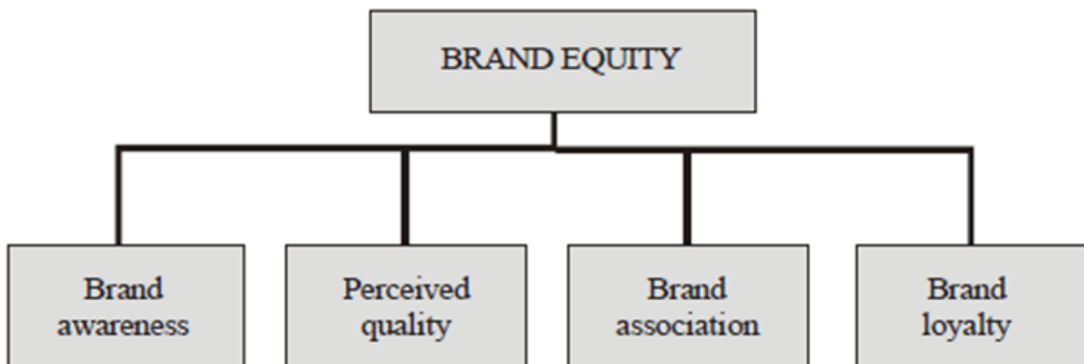 BRAND EQUITY
Brand
awareness
Perceived
quality
Brand
association
Brand
loyalty